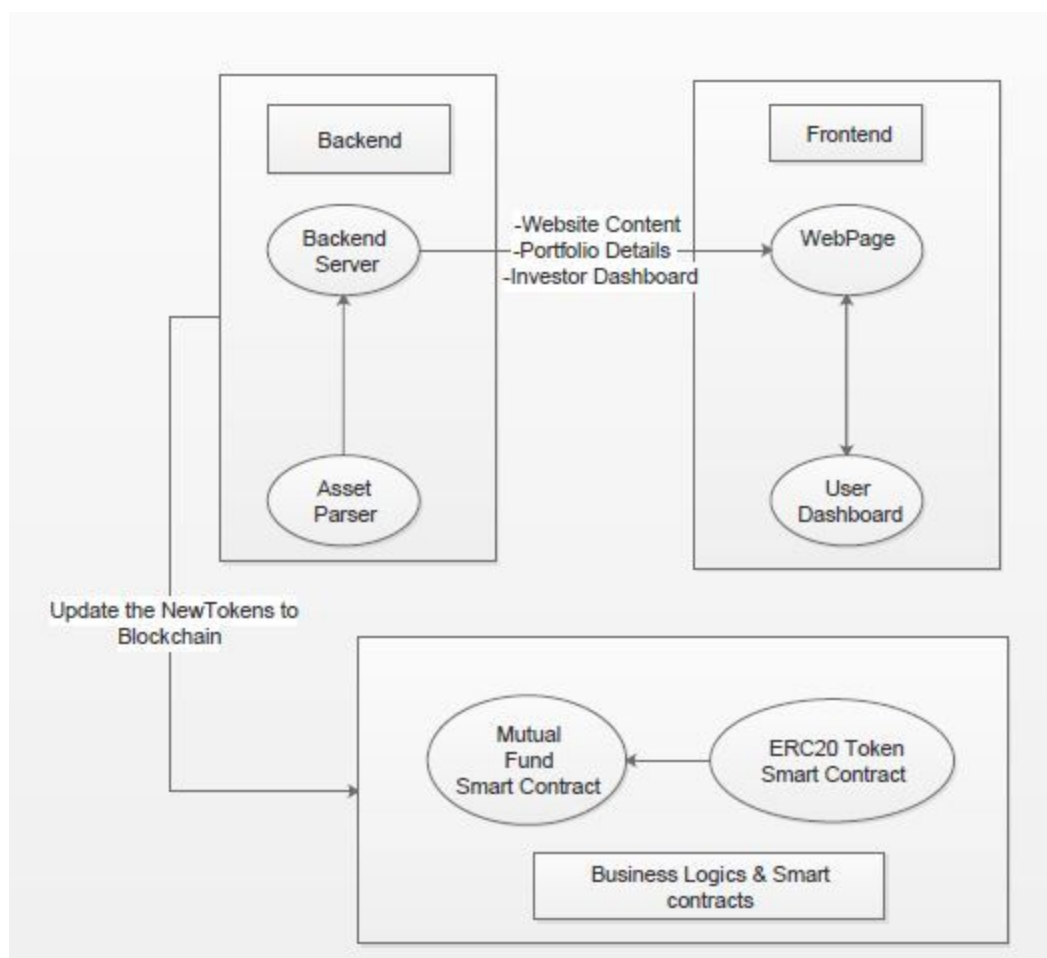 Backend
Frontend
Backend
Server
-Website Content
-Portfolio Details
-Investor Dashboard
WebPage
Asset
Parser
User
Dashboard
Update the NewTokens to
Blockchain
Mutual
Fund
Smart Contract
ERC20 Token
Smart Contract
Business Logics & Smart
contracts